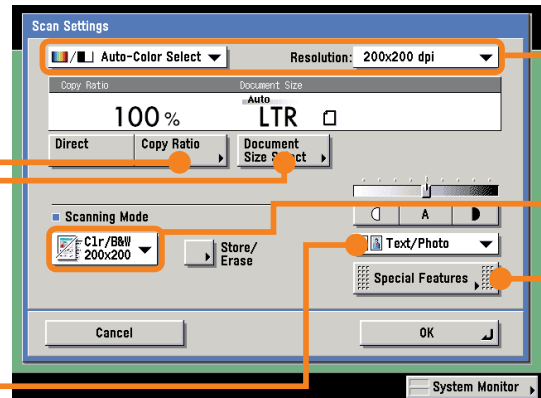 Scan Settings
Auto-Color Select
Resolution: 200x200 dpi
Copy Ratio
Document Size
100 %
Auto
LTR
Direct
Copy Ratio
Document
Size Select
Scanning Mode
A
Clr/B&W
200x200
Store/
Erase
Text/Photo
Special Features
Cancel
OK
System Monitor